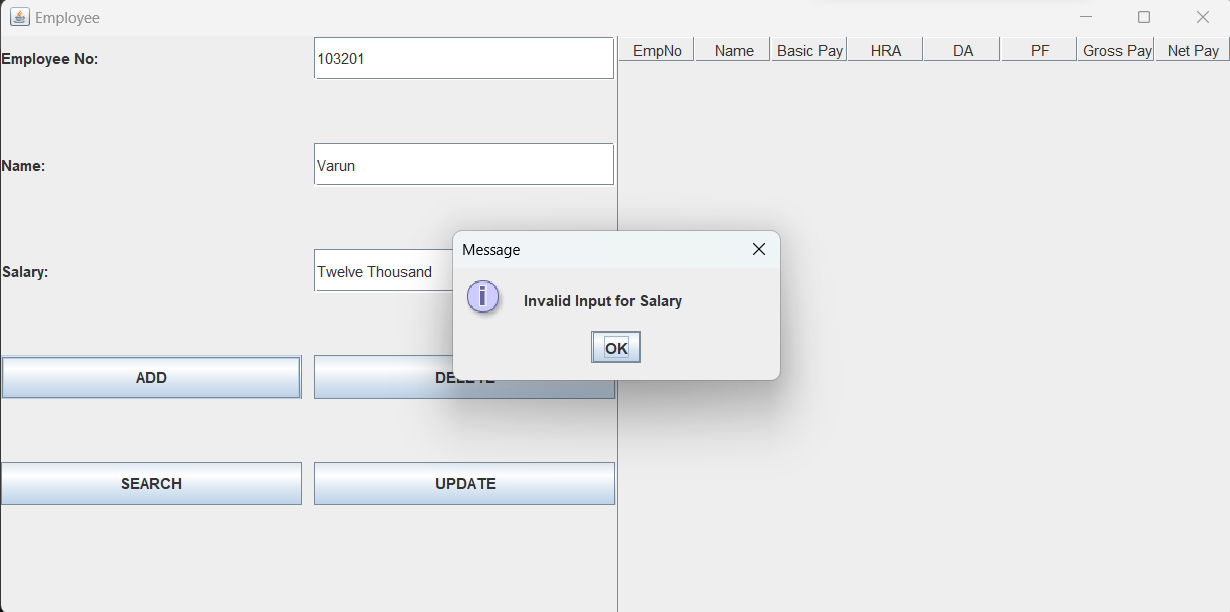 Employee
Employee No:
103201
EmpNo Name Basic Pay HRA DA PF Gross Pay Net Pay
Name:
Varun
Message
Salary:
Twelve Thousand
Invalid Input for Salary
OK
ADD
SEARCH
UPDATE